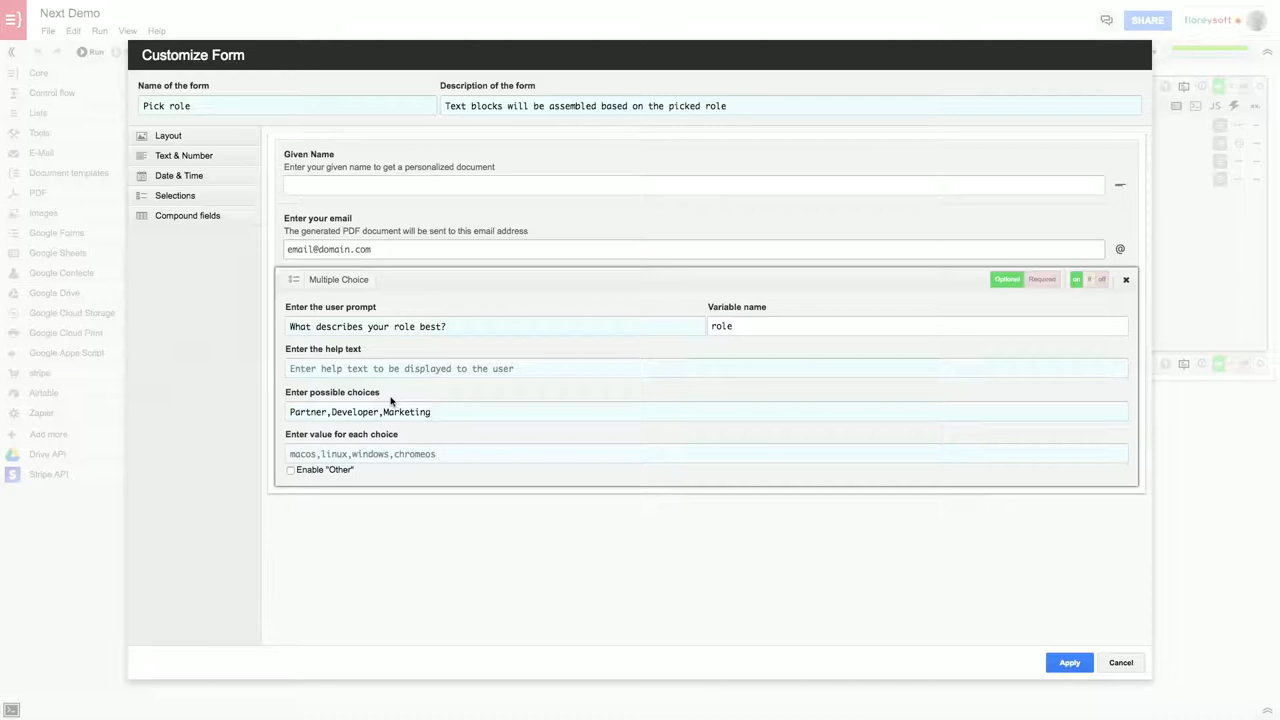 Next Demo
File Edit Run View Help
SHARE
floreysoft
Run
Core
Control flow
Lists
Tools
E-Mail
Document templates
PDF
Images
Google Forms
Google Sheets
Google Contacts
Google Drive
Google Cloud Storage
Google Cloud Print
Google Apps Script
stripe
Airtable
Zapier
Add more
Drive API
Stripe API
Customize Form
Name of the form Description of the form
Pick role Text blocks will be assembled based on the picked role
Layout
Text & Number
Date & Time
Selections
Compound fields
Given Name
Enter your given name to get a personalized document
Enter your email
The generated PDF document will be sent to this email address
email@domain.com @
Multiple Choice Optional Required on if off
Enter the user prompt Variable name
What describes your role best? role
Enter the help text
Enter help text to be displayed to the user
Enter possible choices
Partner,Developer,Marketing
Enter value for each choice
macos,linux,windows,chromeos
Enable "Other"
Apply Cancel
JS